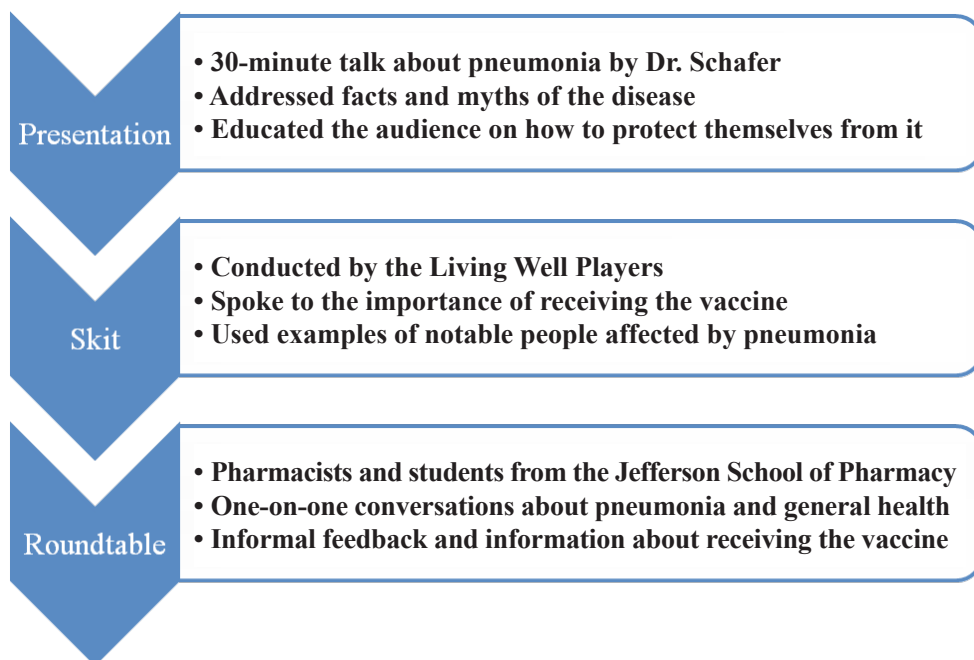 Presentation
• 30-minute talk about pneumonia by Dr. Schafer
• Addressed facts and myths of the disease
• Educated the audience on how to protect themselves from it
Skit
• Conducted by the Living Well Players
• Spoke to the importance of receiving the vaccine
• Used examples of notable people affected by pneumonia
Roundtable
• Pharmacists and students from the Jefferson School of Pharmacy
• One-on-one conversations about pneumonia and general health
• Informal feedback and information about receiving the vaccine